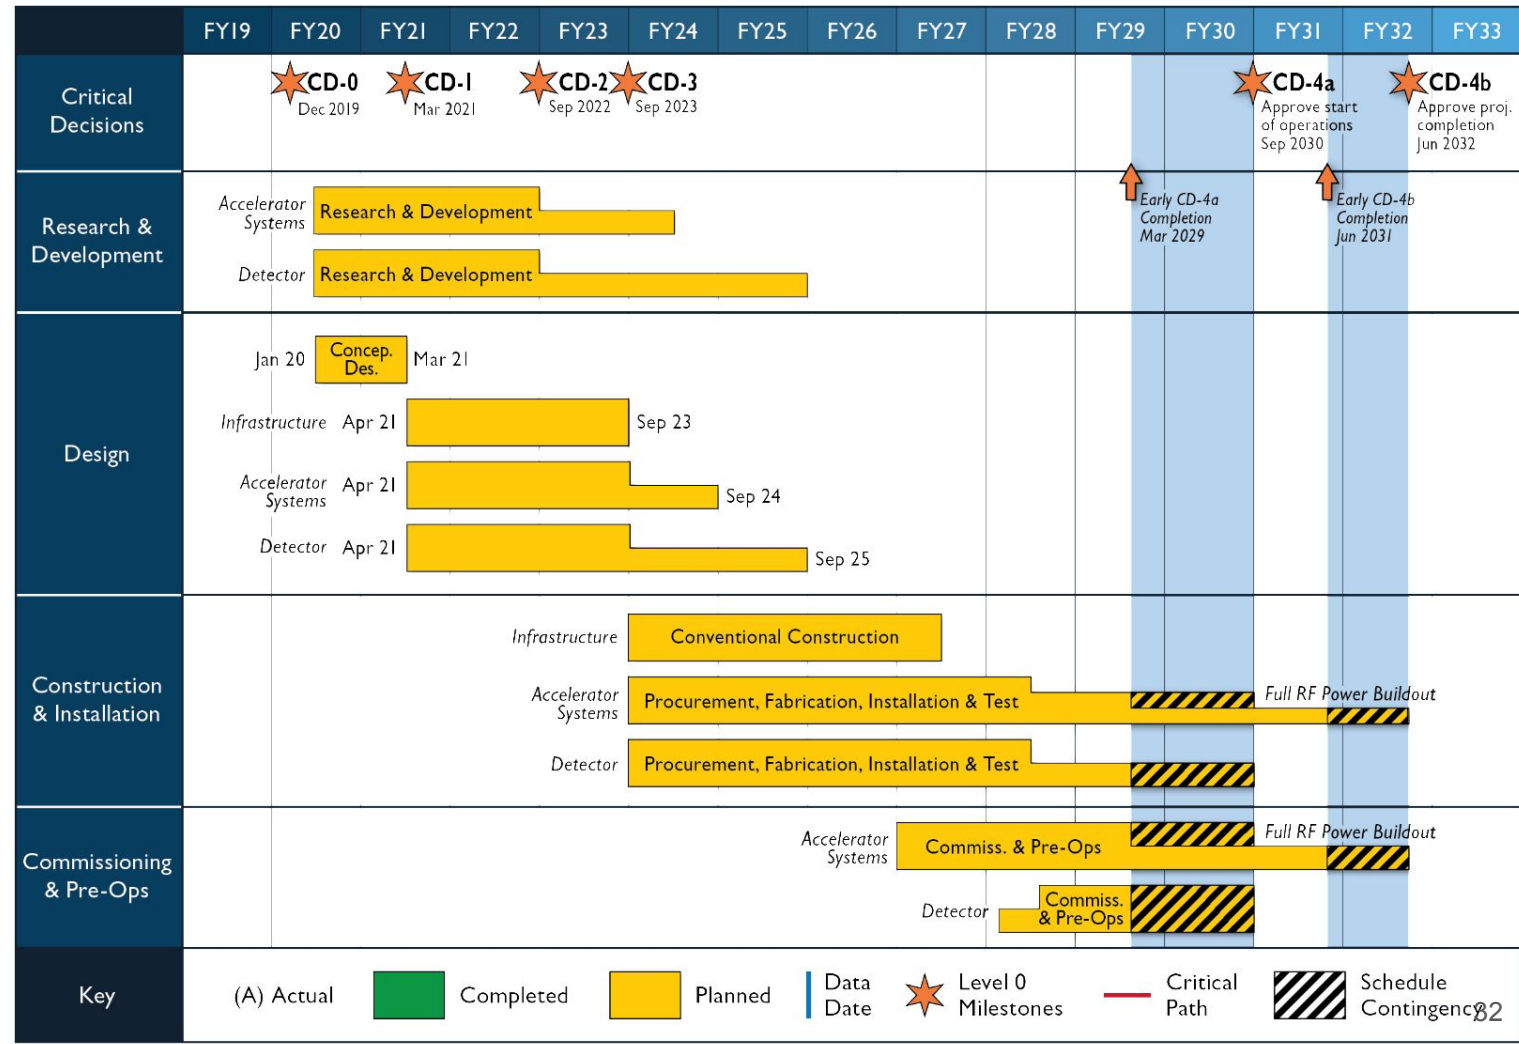 FY19 FY20 FY21 FY22 FY23 FY24 FY25 FY26 FY27 FY28 FY29 FY30 FY31 FY32 FY33
Critical
Decisions
CD-0
Dec 2019
CD-1
Mar 2021
CD-2
Sep 2022
CD-3
Sep 2023
CD-4a
Approve start
of operations
Sep 2030
CD-4b
Approve proj.
completion
Jun 2032
Early CD-4a
Completion
Mar 2029
Early CD-4b
Completion
Jun 2031
Research &
Development
Accelerator
Systems
Research & Development
Detector
Research & Development
Design
Jan 20
Concep.
Des.
Mar 21
Infrastructure Apr 21 Sep 23
Accelerator
Systems
Apr 21 Sep 24
Detector Apr 21 Sep 25
Construction
& Installation
Infrastructure Conventional Construction
Accelerator
Systems
Procurement, Fabrication, Installation & Test
Full RF Power Buildout
Detector Procurement, Fabrication, Installation & Test
Commissioning
& Pre-Ops
Accelerator
Systems
Commiss. & Pre-Ops
Full RF Power Buildout
Detector
Commiss.
& Pre-Ops
Key
(A) Actual
Completed
Planned
Data
Date
Level 0
Milestones
Critical
Path
Schedule
Contingency